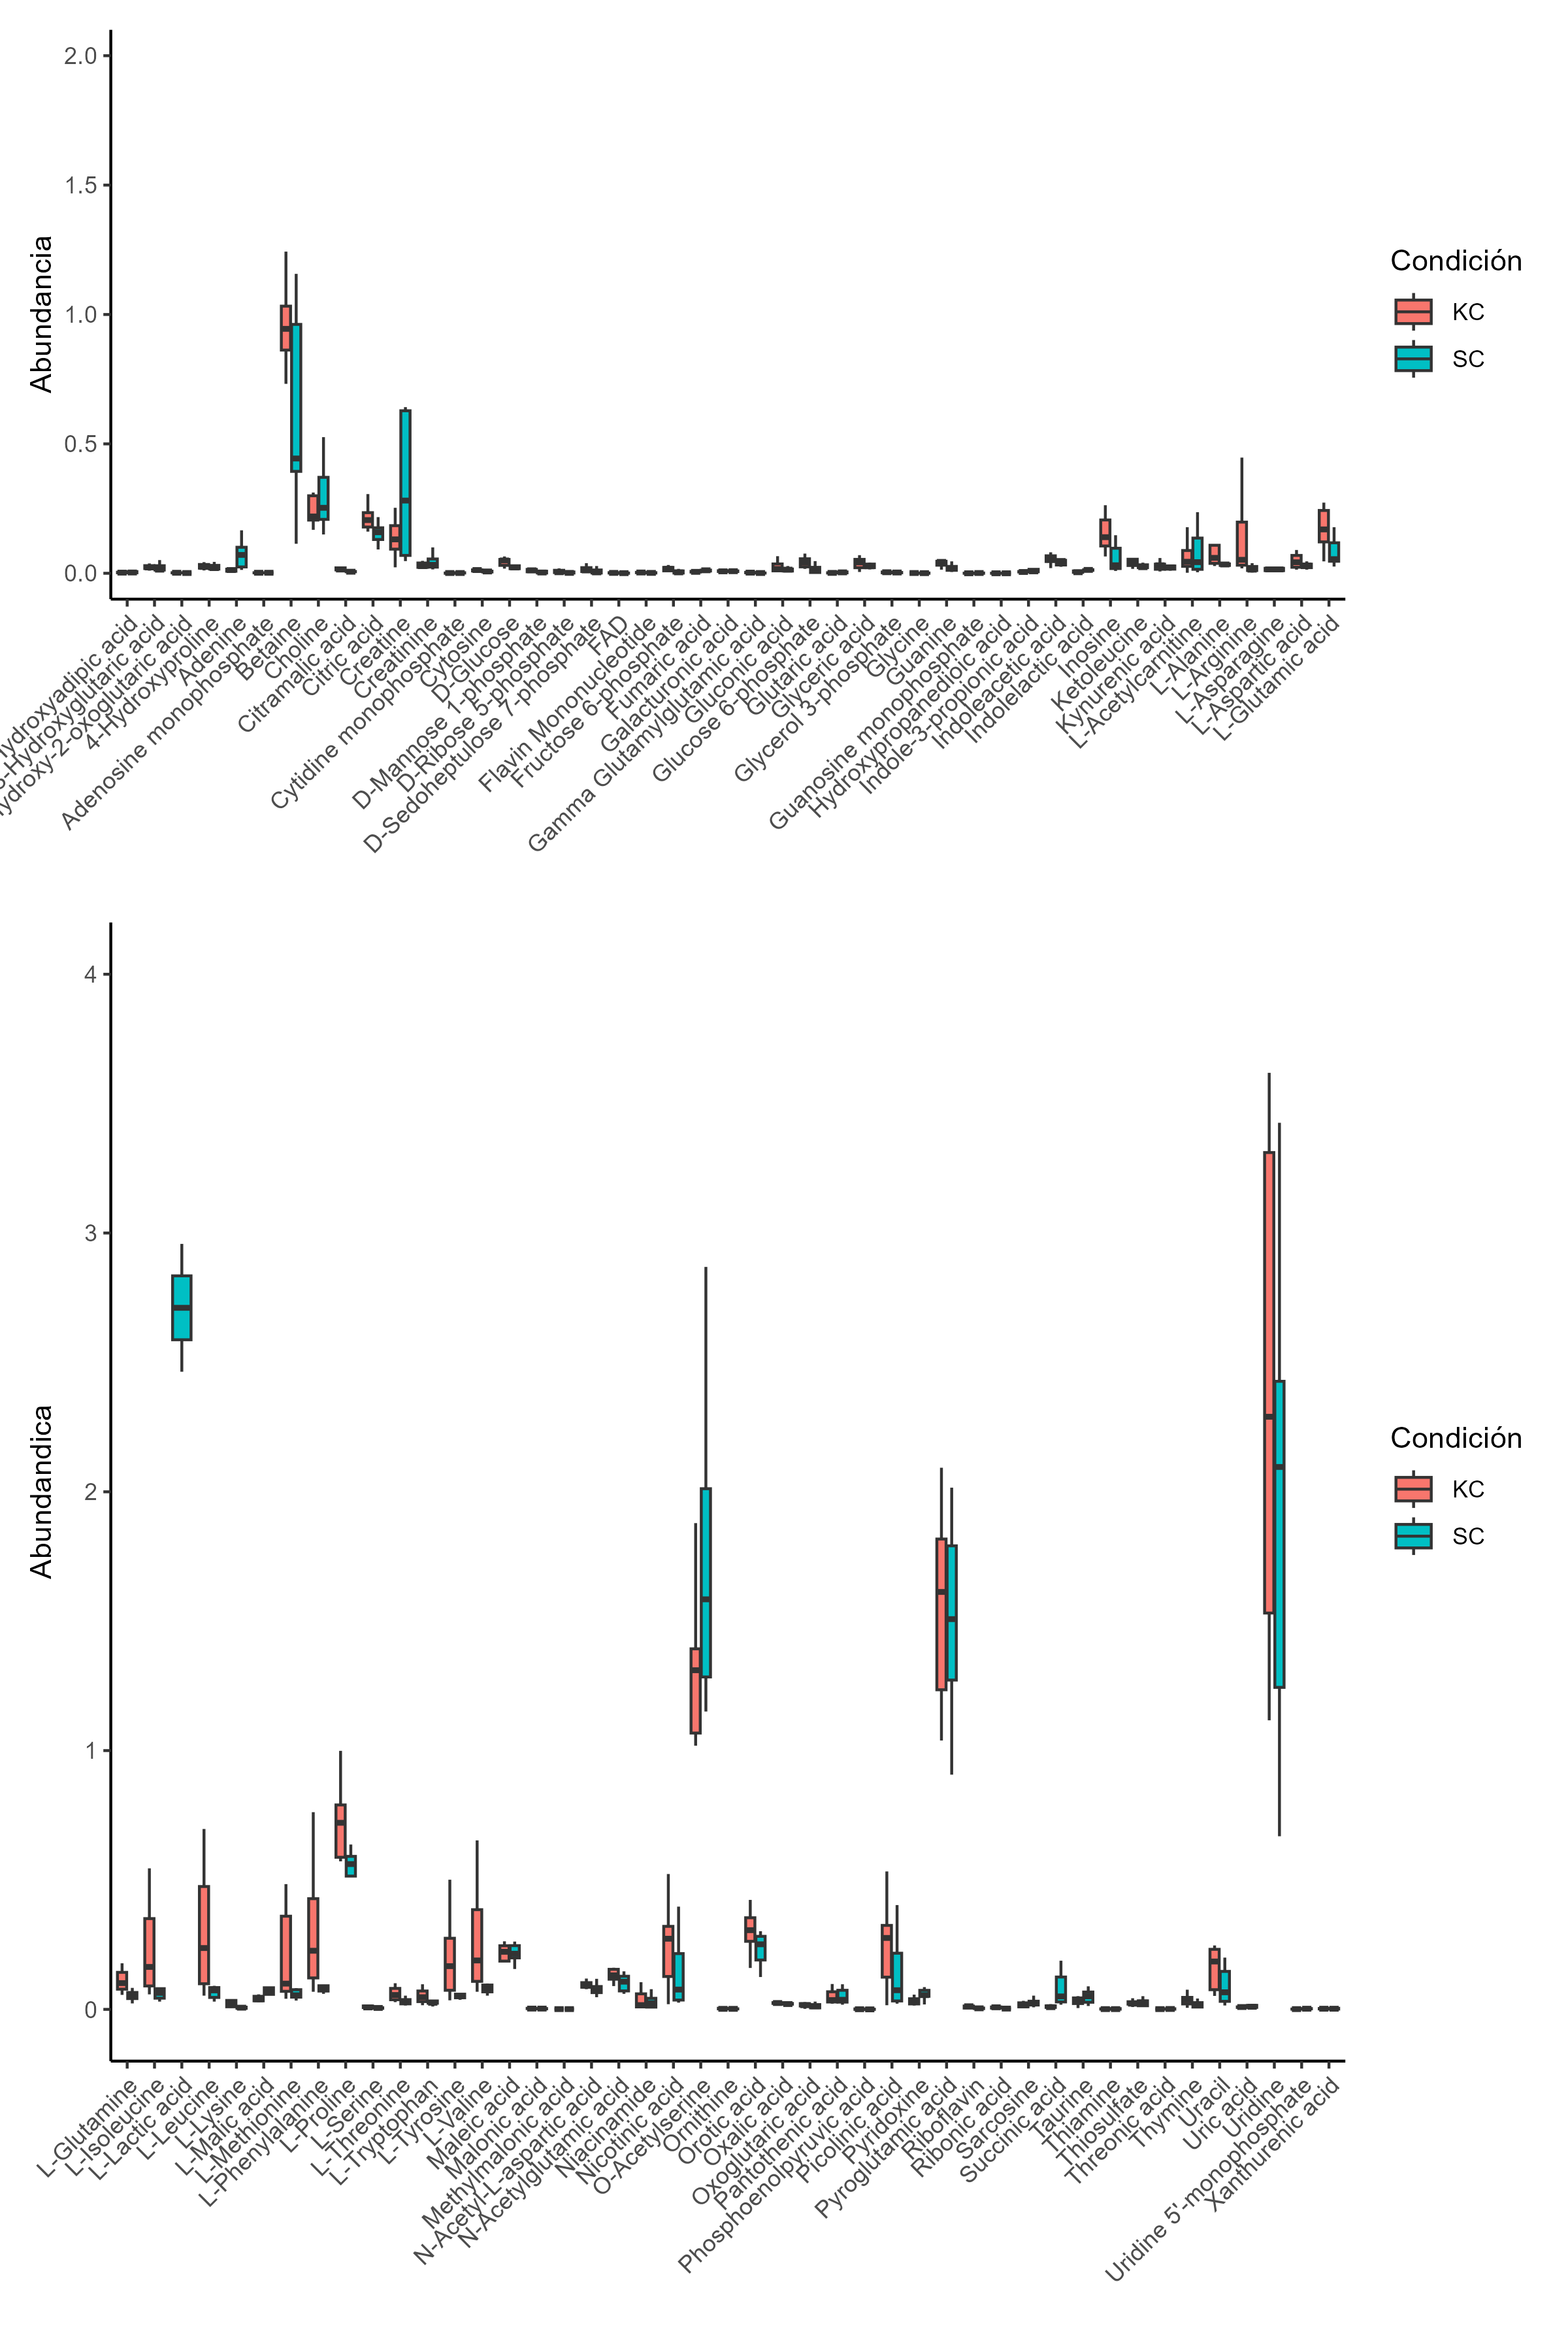 2.0
1.5
1.0
0.5
0.0
Abundancia
4-Hydroxyproline
Adenine
Adenosine monophosphate
Betaine
Choline
Citramalic acid
Citric acid
Creatine
Creatinine
Cytidine monophosphate
Cytosine
D-Glucose
D-Mannose 1-phosphate
D-Ribose 5-phosphate
D-Sedoheptulose 7-phosphate
FAD
Flavin Mononucleotide
Fructose 6-phosphate
Fumaric acid
Galacturonic acid
Gamma Glutamylglutamic acid
Gluconic acid
Glucose 6-phosphate
Glutaric acid
Glyceric acid
Glycerol 3-phosphate
Glycine
Guanine
Guanosine monophosphate
Hydroxypropanedioic acid
Indole-3-propionic acid
Indoleacetic acid
Indolelactic acid
Inosine
Ketoleucine
Kynurenic acid
L-Acetylcarnitine
L-Alanine
L-Arginine
L-Asparagine
L-Aspartic acid
L-Glutamic acid
Condición
KC
SC
4
3
2
1
0
Abundandica
L-Glutamine
L-Isoleucine
L-Lactic acid
L-Leucine
L-Lysine
L-Malic acid
L-Methionine
L-Phenylalanine
L-Proline
L-Serine
L-Threonine
L-Tryptophan
L-Tyrosine
L-Valine
Maleic acid
Malonic acid
Methylmalonic acid
N-Acetyl-L-aspartic acid
N-Acetylglutamic acid
Niacinamide
Nicotinic acid
O-Acetylserine
Ornithine
Orotic acid
Oxalic acid
Oxoglutaric acid
Pantothenic acid
Phosphoenolpyruvic acid
Picolinic acid
Pyridoxine
Pyroglutamic acid
Riboflavin
Ribonic acid
Sarcosine
Succinic acid
Taurine
Thiamine
Thiosulfate
Threonic acid
Thymine
Uracil
Uric acid
Uridine
Uridine 5'-monophosphate
Xanthurenic acid
Condición
KC
SC